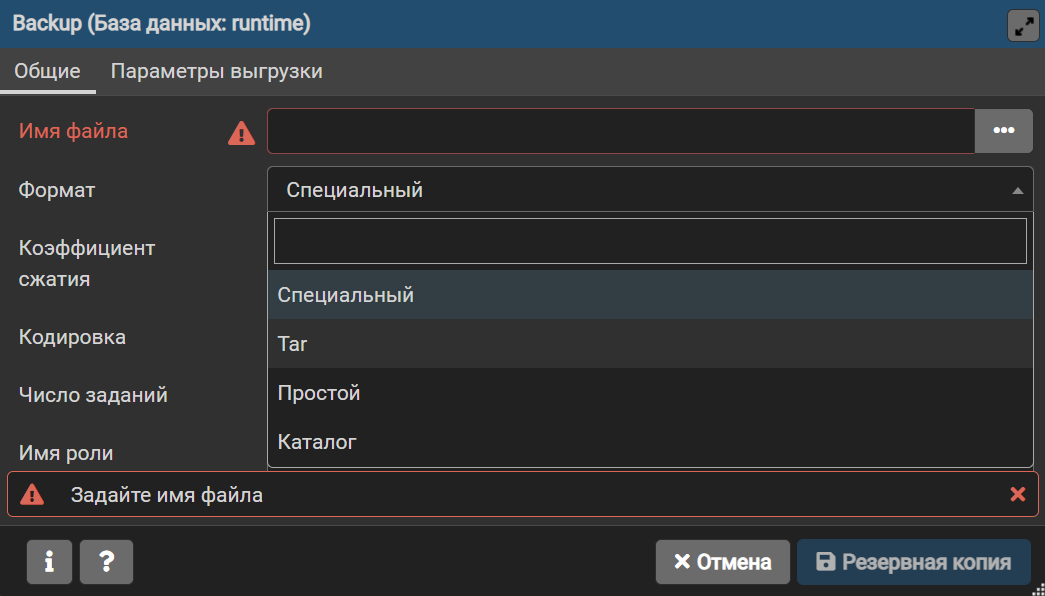 Backup (База данных: runtime)
Общие Параметры выгрузки
Имя файла
Формат Специальный
Коэффициент
сжатия
Специальный
Кодировка
Tar
Число заданий
Простой
Имя роли
Каталог
Задайте имя файла
Отмена Резервная копия